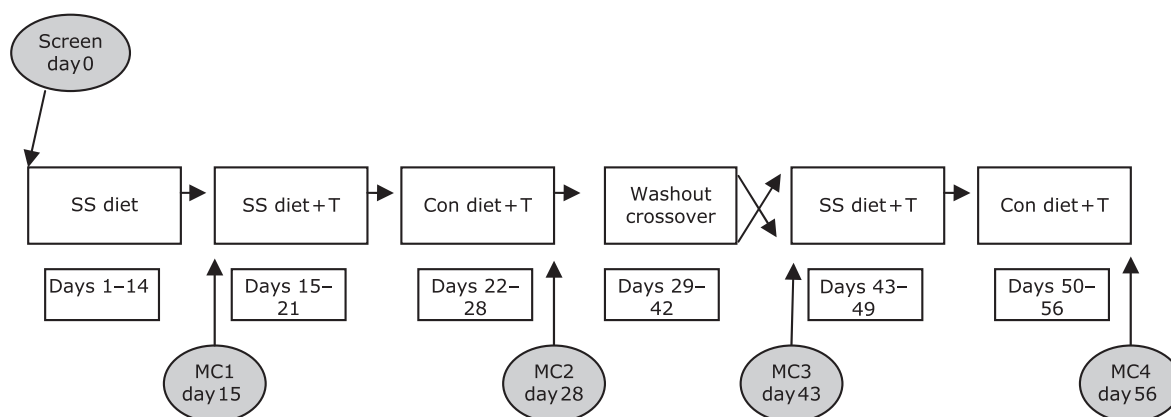 Screen
day 0
SS diet
SS diet+T
Con diet+T
Washout
crossover
SS diet+T
Con diet+T
Days 1–14
Days 15–
21
Days 22–
28
Days 29–
42
Days 43–
49
Days 50–
56
MC1
day 15
MC2
day 28
MC3
day 43
MC4
day 56